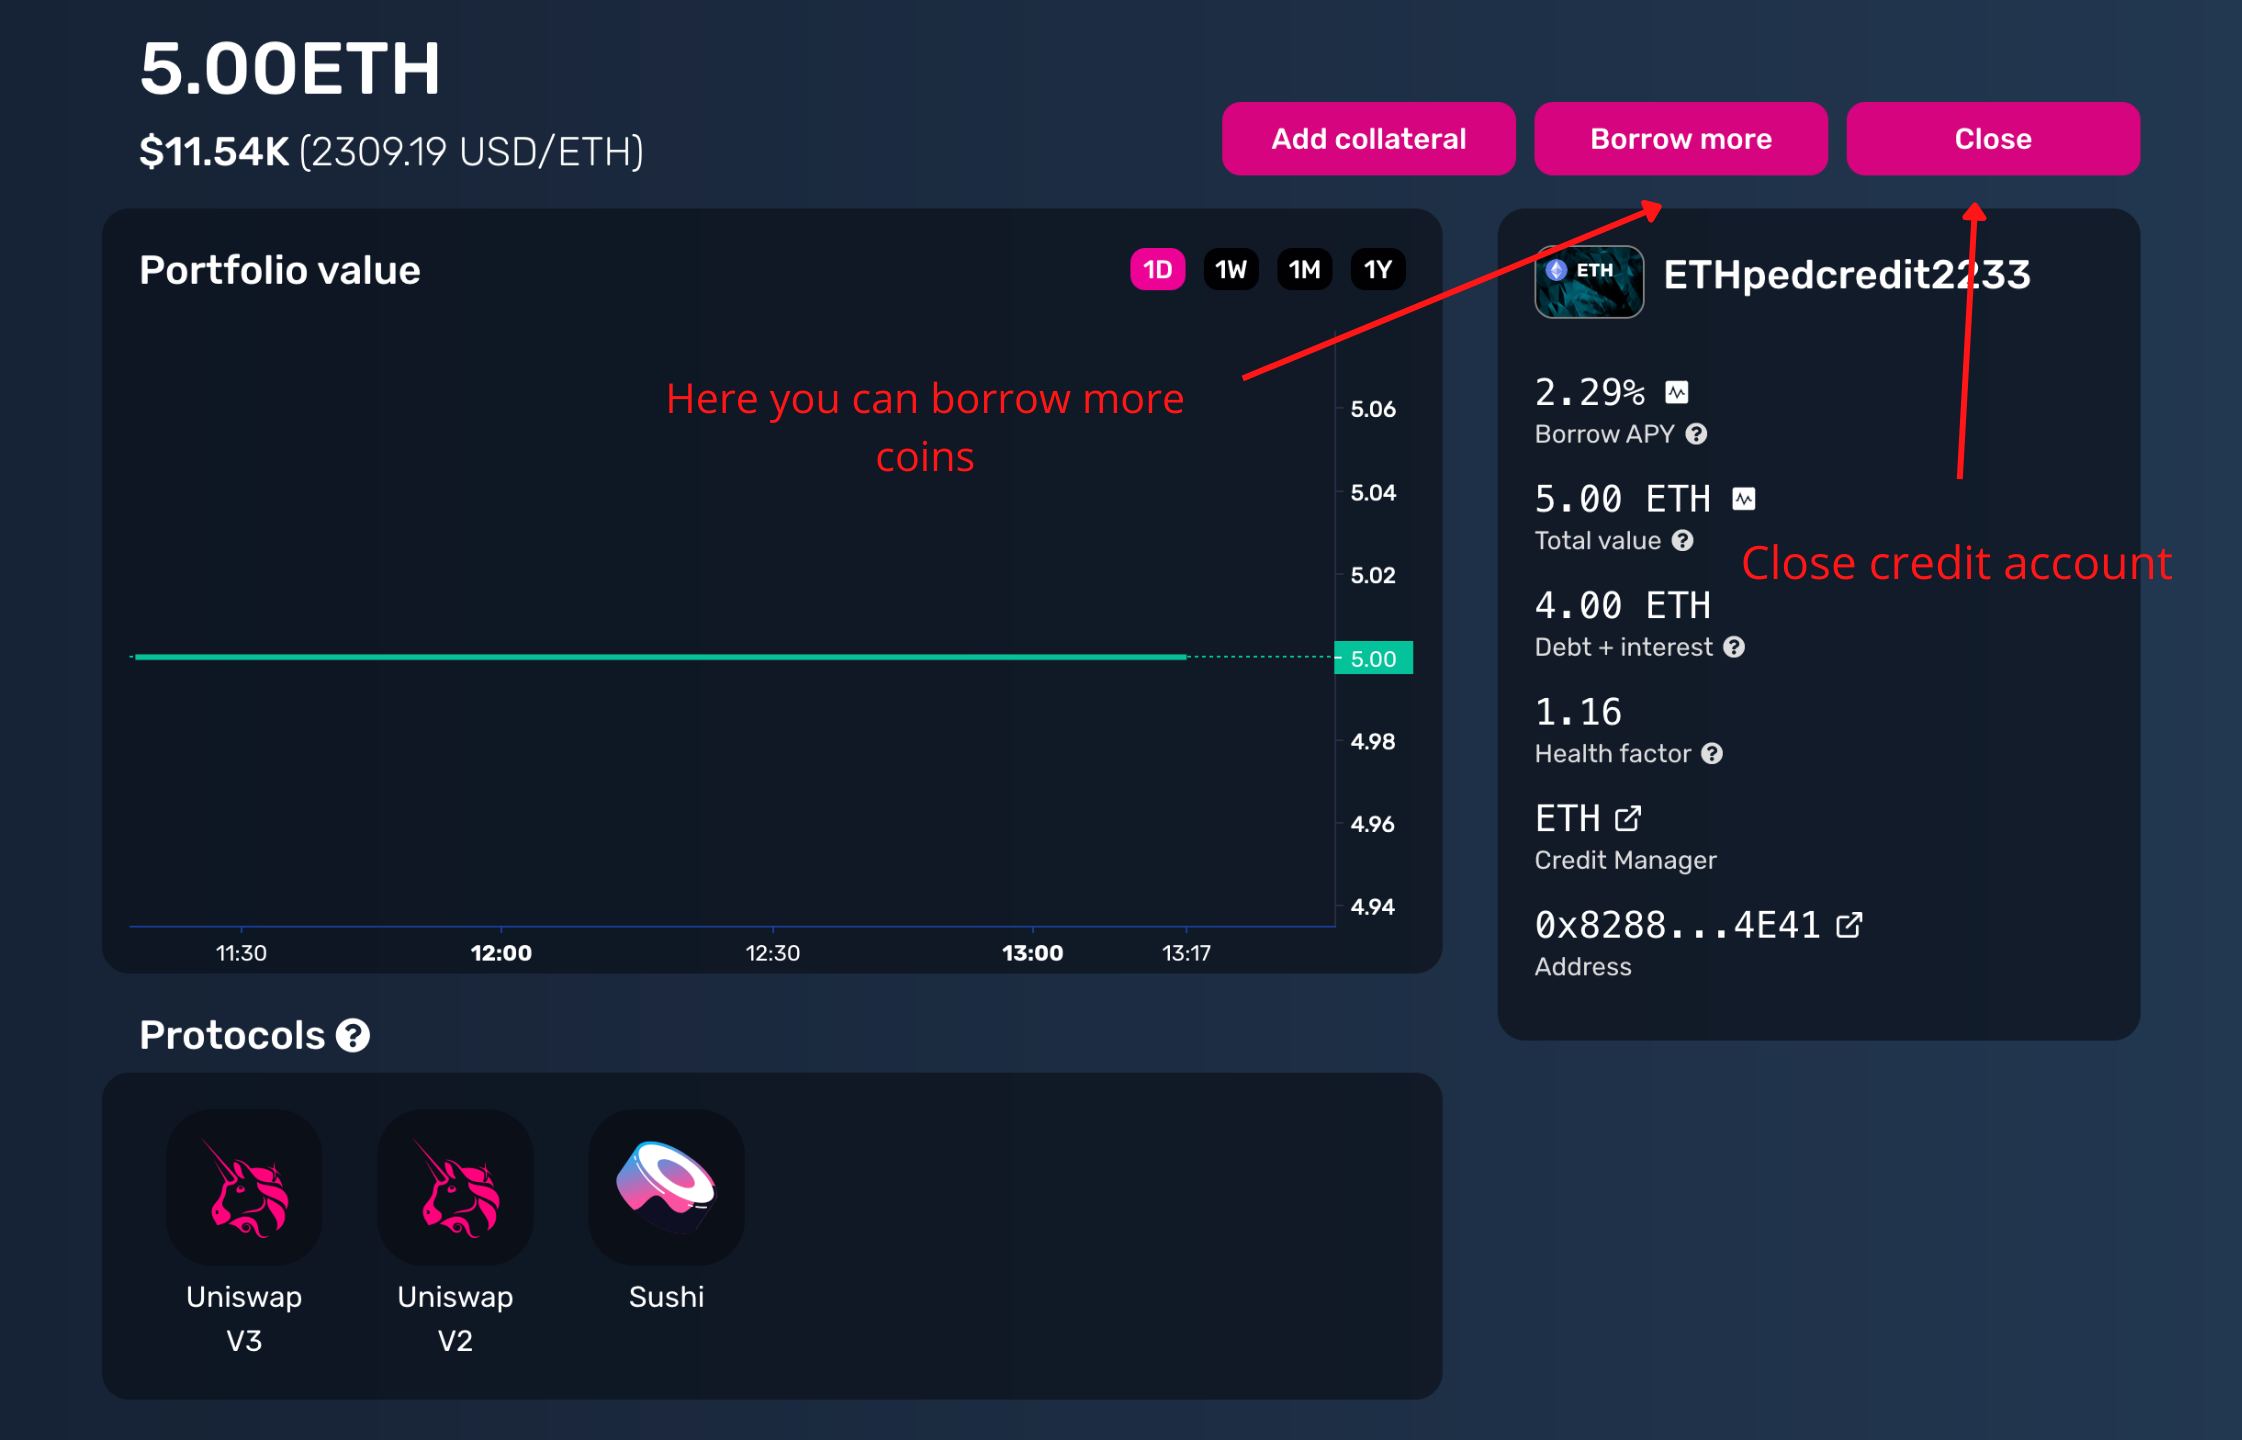 5.00ETH
$11.54K (2309.19 USD/ETH)
Add collateral
Borrow more
Close
Portfolio value
1D
1W
1M
1Y
Here you can borrow more
coins
5.06
5.04
5.02
5.00
4.98
4.96
4.94
11:30
12:00
12:30
13:00
13:17
ETH
ETHpedcredit2233
2.29%
Borrow APY ?
5.00 ETH
Total value ?
Close credit account
4.00 ETH
Debt + interest ?
1.16
Health factor ?
ETH
Credit Manager
0x8288...4E41
Address
Protocols ?
Uniswap
V3
Uniswap
V2
Sushi